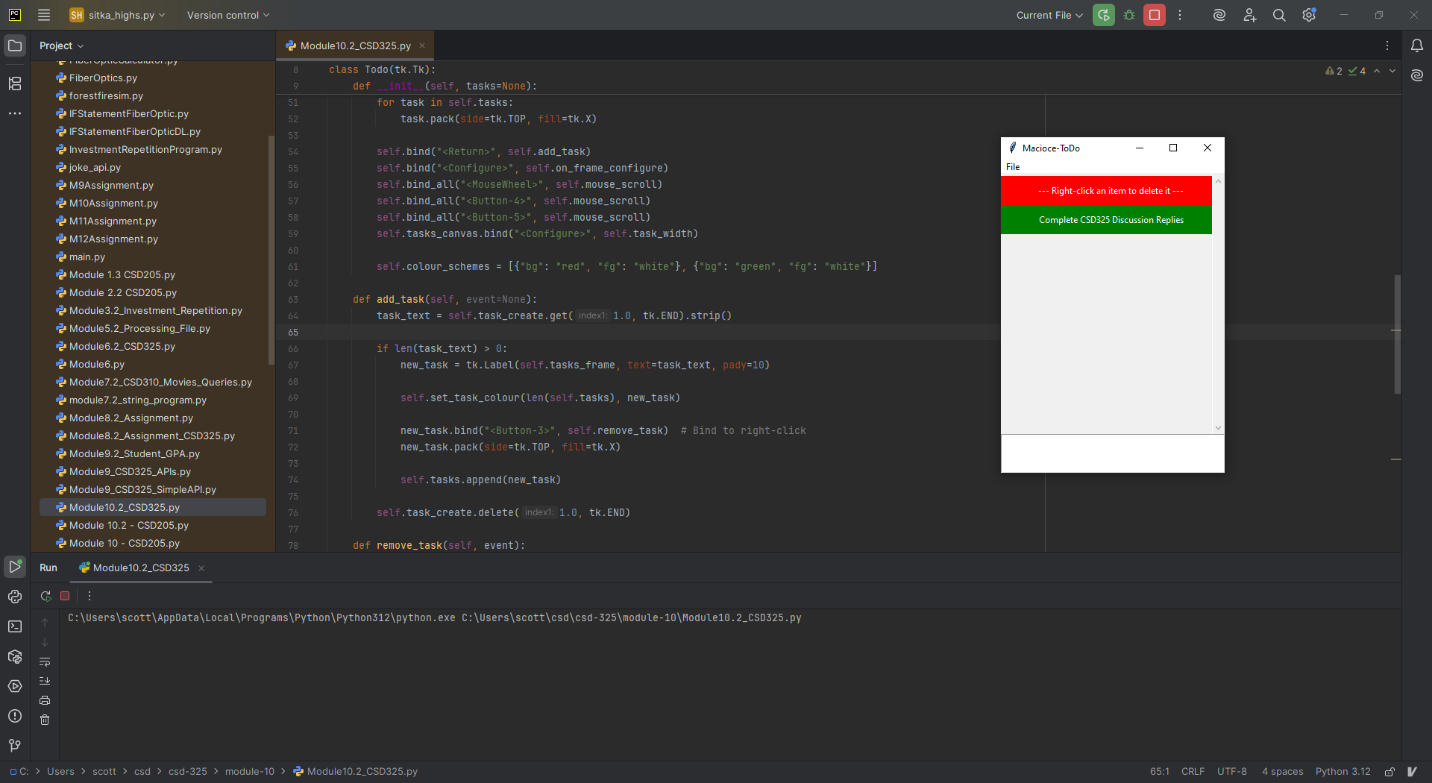 PC
SH sitka_highs.py
Version control
Current File
Project
FiberOpticCalculator.py
FiberOptics.py
forestfiresim.py
IFStatementFiberOptic.py
IFStatementFiberOpticDL.py
InvestmentRepetitionProgram.py
joke_api.py
M9Assignment.py
M10Assignment.py
M11Assignment.py
M12Assignment.py
main.py
Module 1.3 CSD205.py
Module 2.2 CSD205.py
Module3.2_Investment_Repetition.py
Module5.2_Processing_File.py
Module6.2_CSD325.py
Module6.py
Module7.2_CSD310_Movies_Queries.py
module7.2_string_program.py
Module8.2_Assignment.py
Module8.2_Assignment_CSD325.py
Module9.2_Student_GPA.py
Module9_CSD325_APIs.py
Module9_CSD325_SimpleAPI.py
Module10.2_CSD325.py
Module 10.2 - CSD205.py
Module 10 - CSD205.py
Module10.2_CSD325.py
2 4
8 class Todo(tk.Tk):
9 def __init__(self, tasks=None):
51 for task in self.tasks:
52 task.pack(side=tk.TOP, fill=tk.X)
53
54 self.bind("<Return>", self.add_task)
55 self.bind("<Configure>", self.on_frame_configure)
56 self.bind_all("<MouseWheel>", self.mouse_scroll)
57 self.bind_all("<Button-4>", self.mouse_scroll)
58 self.bind_all("<Button-5>", self.mouse_scroll)
59 self.tasks_canvas.bind("<Configure>", self.task_width)
60
61 self.colour_schemes = [{"bg": "red", "fg": "white"}, {"bg": "green", "fg": "white"}]
62
63 def add_task(self, event=None):
64 task_text = self.task_create.get( index1: 1.0, tk.END).strip()
65
66 if len(task_text) > 0:
67 new_task = tk.Label(self.tasks_frame, text=task_text, pady=10)
68
69 self.set_task_colour(len(self.tasks), new_task)
70
71 new_task.bind("<Button-3>", self.remove_task) # Bind to right-click
72 new_task.pack(side=tk.TOP, fill=tk.X)
73
74 self.tasks.append(new_task)
75
76 self.task_create.delete( index1: 1.0, tk.END)
77
78 def remove_task(self, event):
Macioce-ToDo
File
--- Right-click an item to delete it ---
Complete CSD325 Discussion Replies
Run
Module10.2_CSD325
C:\Users\scott\AppData\Local\Programs\Python\Python312\python.exe C:\Users\scott\csd\csd-325\module-10\Module10.2_CSD325.py
C: > Users > scott > csd > csd-325 > module-10 > Module10.2_CSD325.py
65:1 CRLF UTF-8 4 spaces Python 3.12